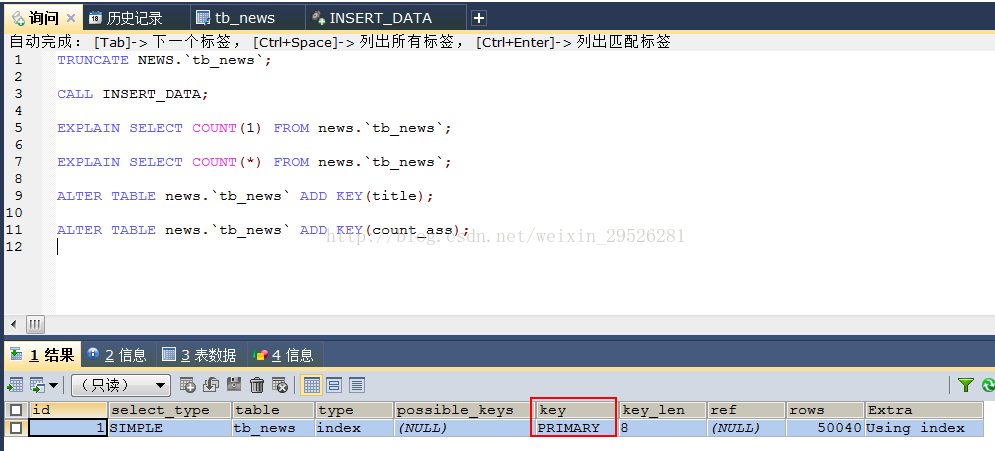 询问 历史记录 tb_news INSERT_DATA
自动完成: [Tab]-> 下一个标签, [Ctrl+Space]-> 列出所有标签, [Ctrl+Enter]-> 列出匹配标签
1 TRUNCATE NEWS.`tb_news`;
2
3 CALL INSERT_DATA;
4
5 EXPLAIN SELECT COUNT(1) FROM news.`tb_news`;
6
7 EXPLAIN SELECT COUNT(*) FROM news.`tb_news`;
8
9 ALTER TABLE news.`tb_news` ADD KEY(title);
10
11 ALTER TABLE news.`tb_news` ADD KEY(count_ass);
http://blog.csdn.net/weixin_29526281
12
1 结果 2 信息 3 表数据 4 信息
（只读）
id select_type table type possible_keys key key_len ref rows Extra
1 SIMPLE tb_news index (NULL) PRIMARY 8 (NULL) 50040 Using index